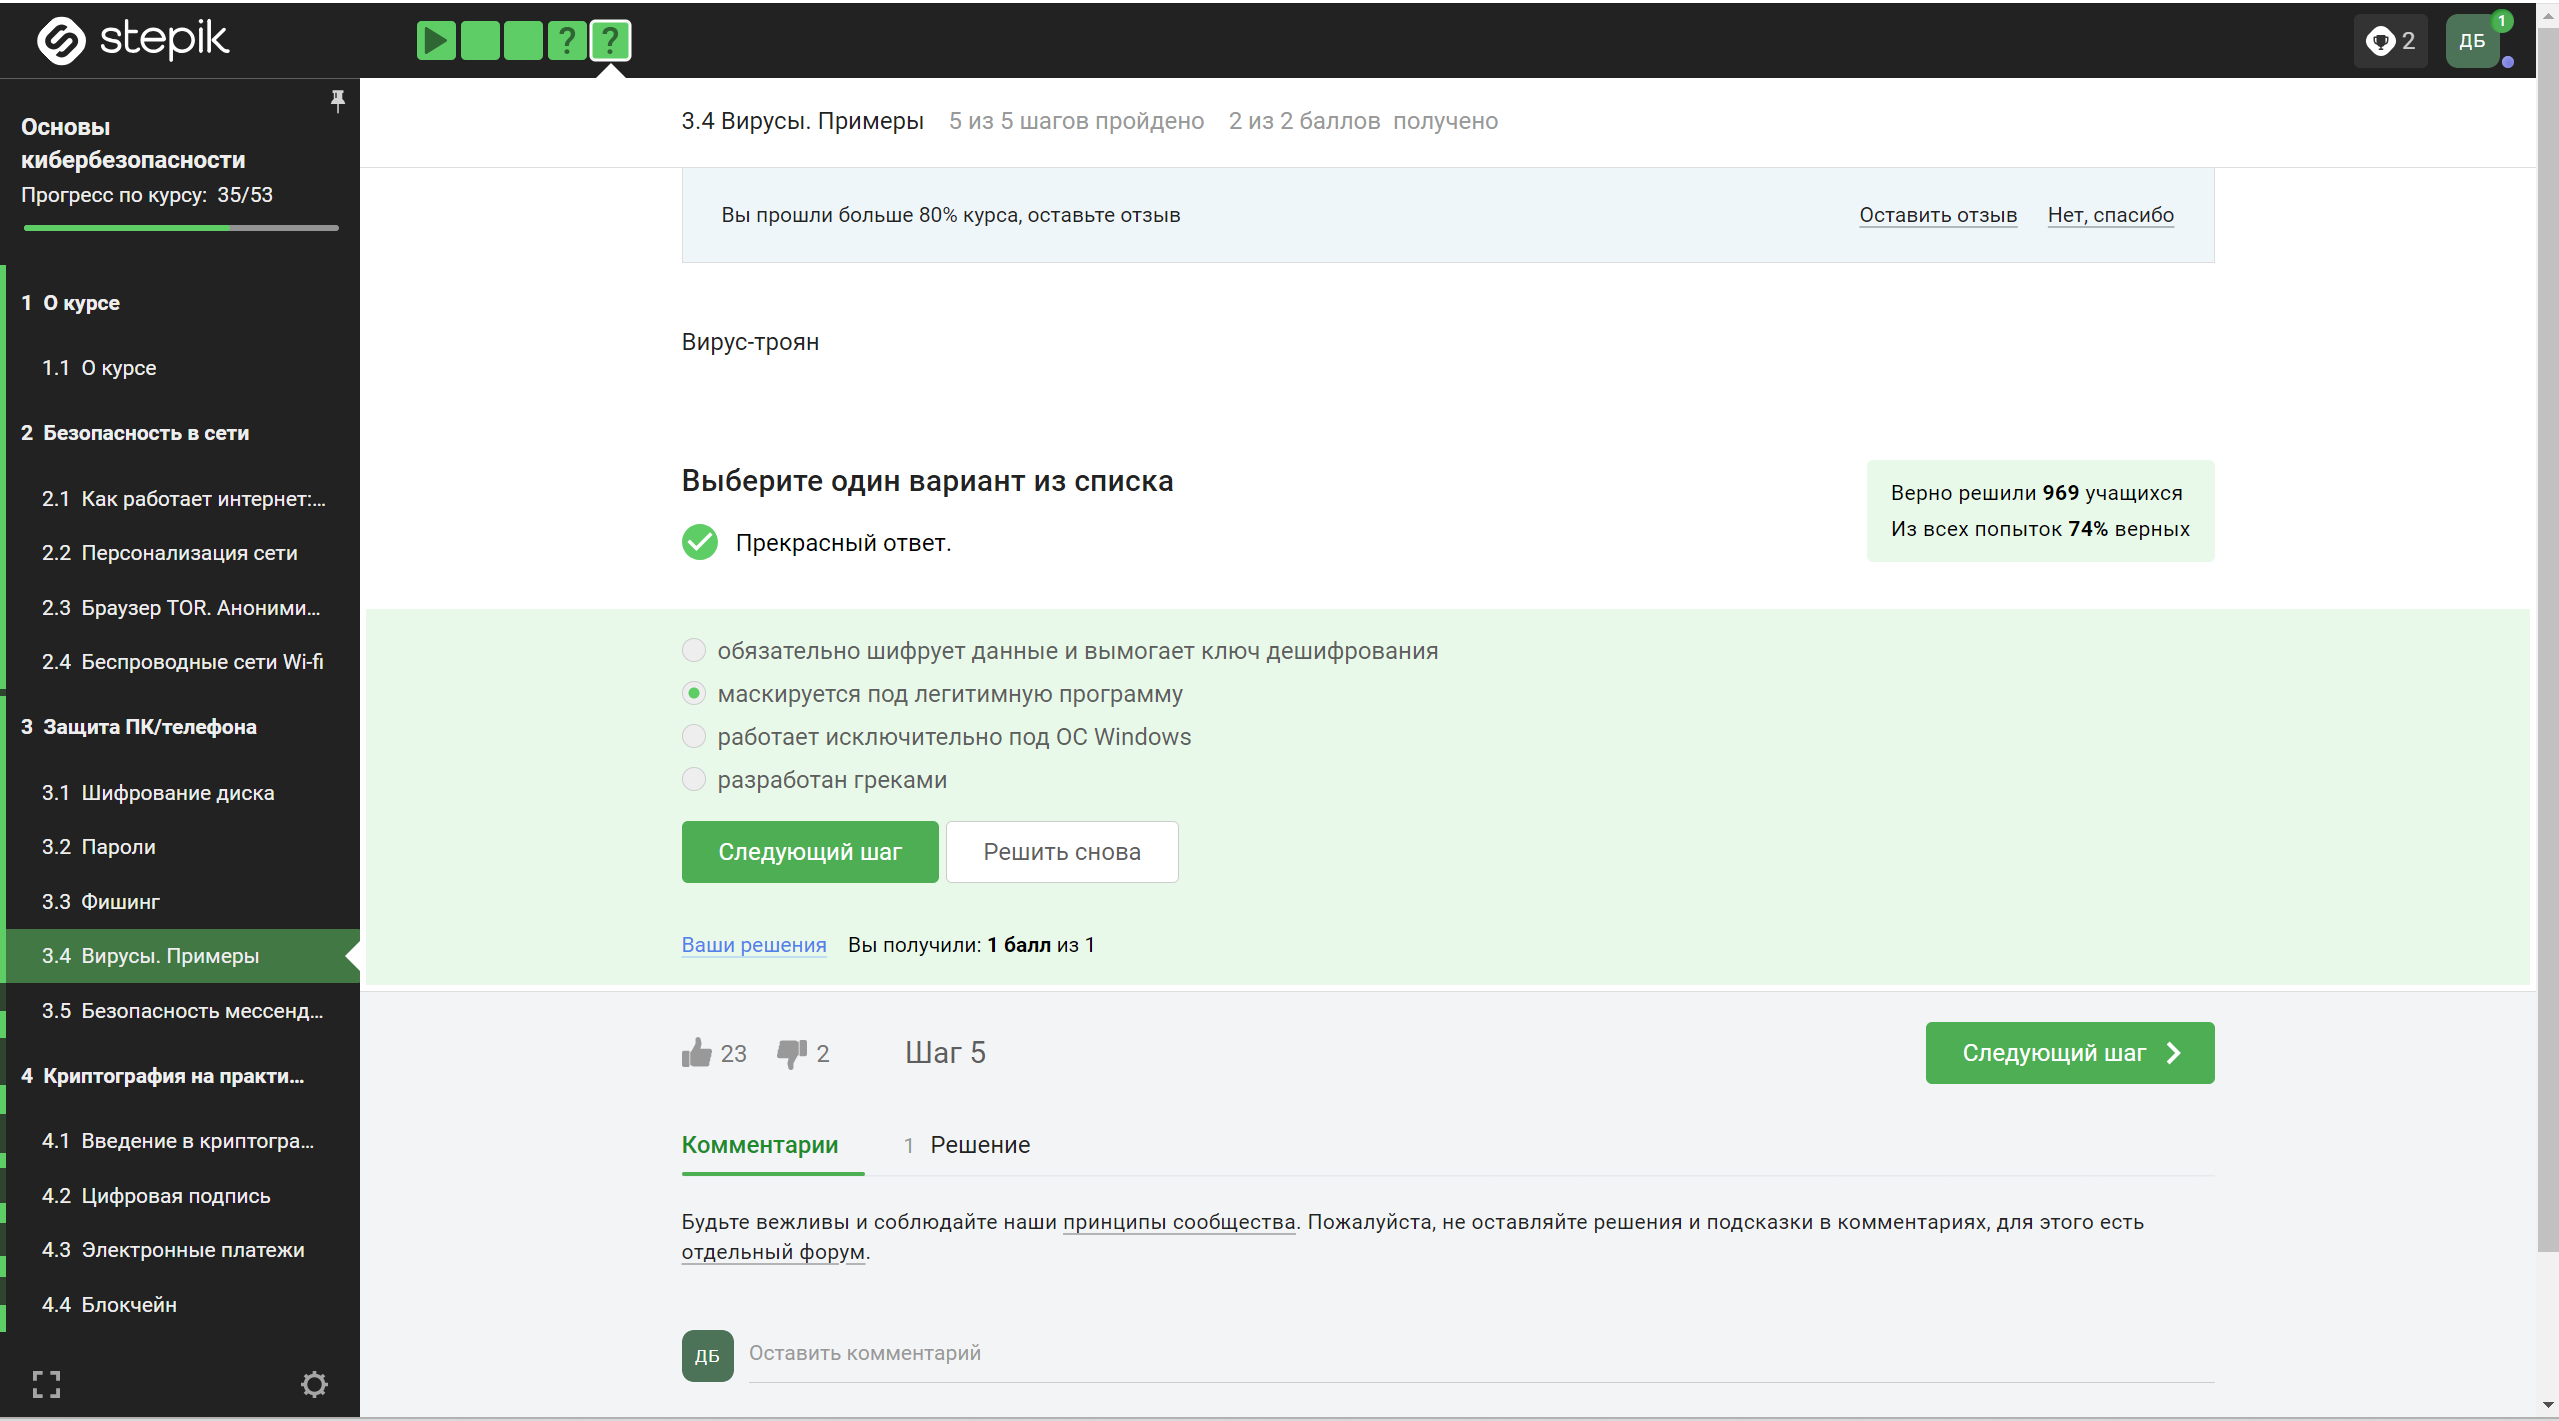 stepik
? ?
2
ДБ
1
Основы
кибербезопасности
Прогресс по курсу: 35/53
1 О курсе
1.1 О курсе
2 Безопасность в сети
2.1 Как работает интернет:...
2.2 Персонализация сети
2.3 Браузер TOR. Аноними...
2.4 Беспроводные сети Wi-fi
3 Защита ПК/телефона
3.1 Шифрование диска
3.2 Пароли
3.3 Фишинг
3.4 Вирусы. Примеры
3.5 Безопасность мессенд...
4 Криптография на практи...
4.1 Введение в криптогра...
4.2 Цифровая подпись
4.3 Электронные платежи
4.4 Блокчейн
3.4 Вирусы. Примеры 5 из 5 шагов пройдено 2 из 2 баллов получено
Вы прошли больше 80% курса, оставьте отзыв Оставить отзыв Нет, спасибо
Вирус-троян
Выберите один вариант из списка
Прекрасный ответ.
Верно решили 969 учащихся
Из всех попыток 74% верных
обязательно шифрует данные и вымогает ключ дешифрования
маскируется под легитимную программу
работает исключительно под ОС Windows
разработан греками
Следующий шаг Решить снова
Ваши решения Вы получили: 1 балл из 1
23 2 Шаг 5 Следующий шаг
Комментарии 1 Решение
Будьте вежливы и соблюдайте наши принципы сообщества. Пожалуйста, не оставляйте решения и подсказки в комментариях, для этого есть
отдельный форум.
ДБ Оставить комментарий